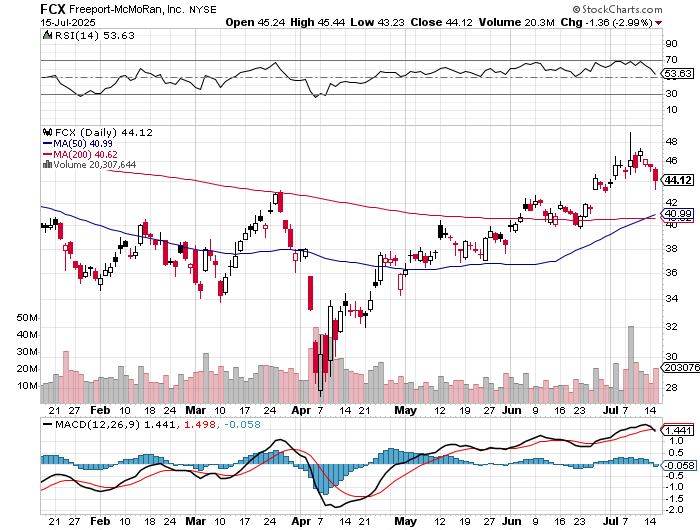 FCX Freeport-McMoRan, Inc. NYSE © StockCharts.com
15-Jul-2025 Open 45.24 High 45.44 Low 43.23 Close 44.12 Volume 20.3M Chg -1.36 (-2.99%)
RSI(14) 53.63
90
70
53.63
30
10
FCX (Daily) 44.12
MA(50) 40.99
MA(200) 40.62
Volume 20,307,644
48
46
44.12
42
40.99
40
38
36
34
32
30
28
50M
40M
30M
20M
10M
203076
21 27 Feb 10 18 24 Mar 10 17 24 Apr 7 14 21 May 12 19 27 Jun 9 16 23 Jul 7 14
MACD(12,26,9) 1.441, 1.498, -0.058
1.441
1.0
0.5
-0.058
-0.5
-1.0
-1.5
-2.0
21 27 Feb 10 18 24 Mar 10 17 24 Apr 7 14 21 May 12 19 27 Jun 9 16 23 Jul 7 14